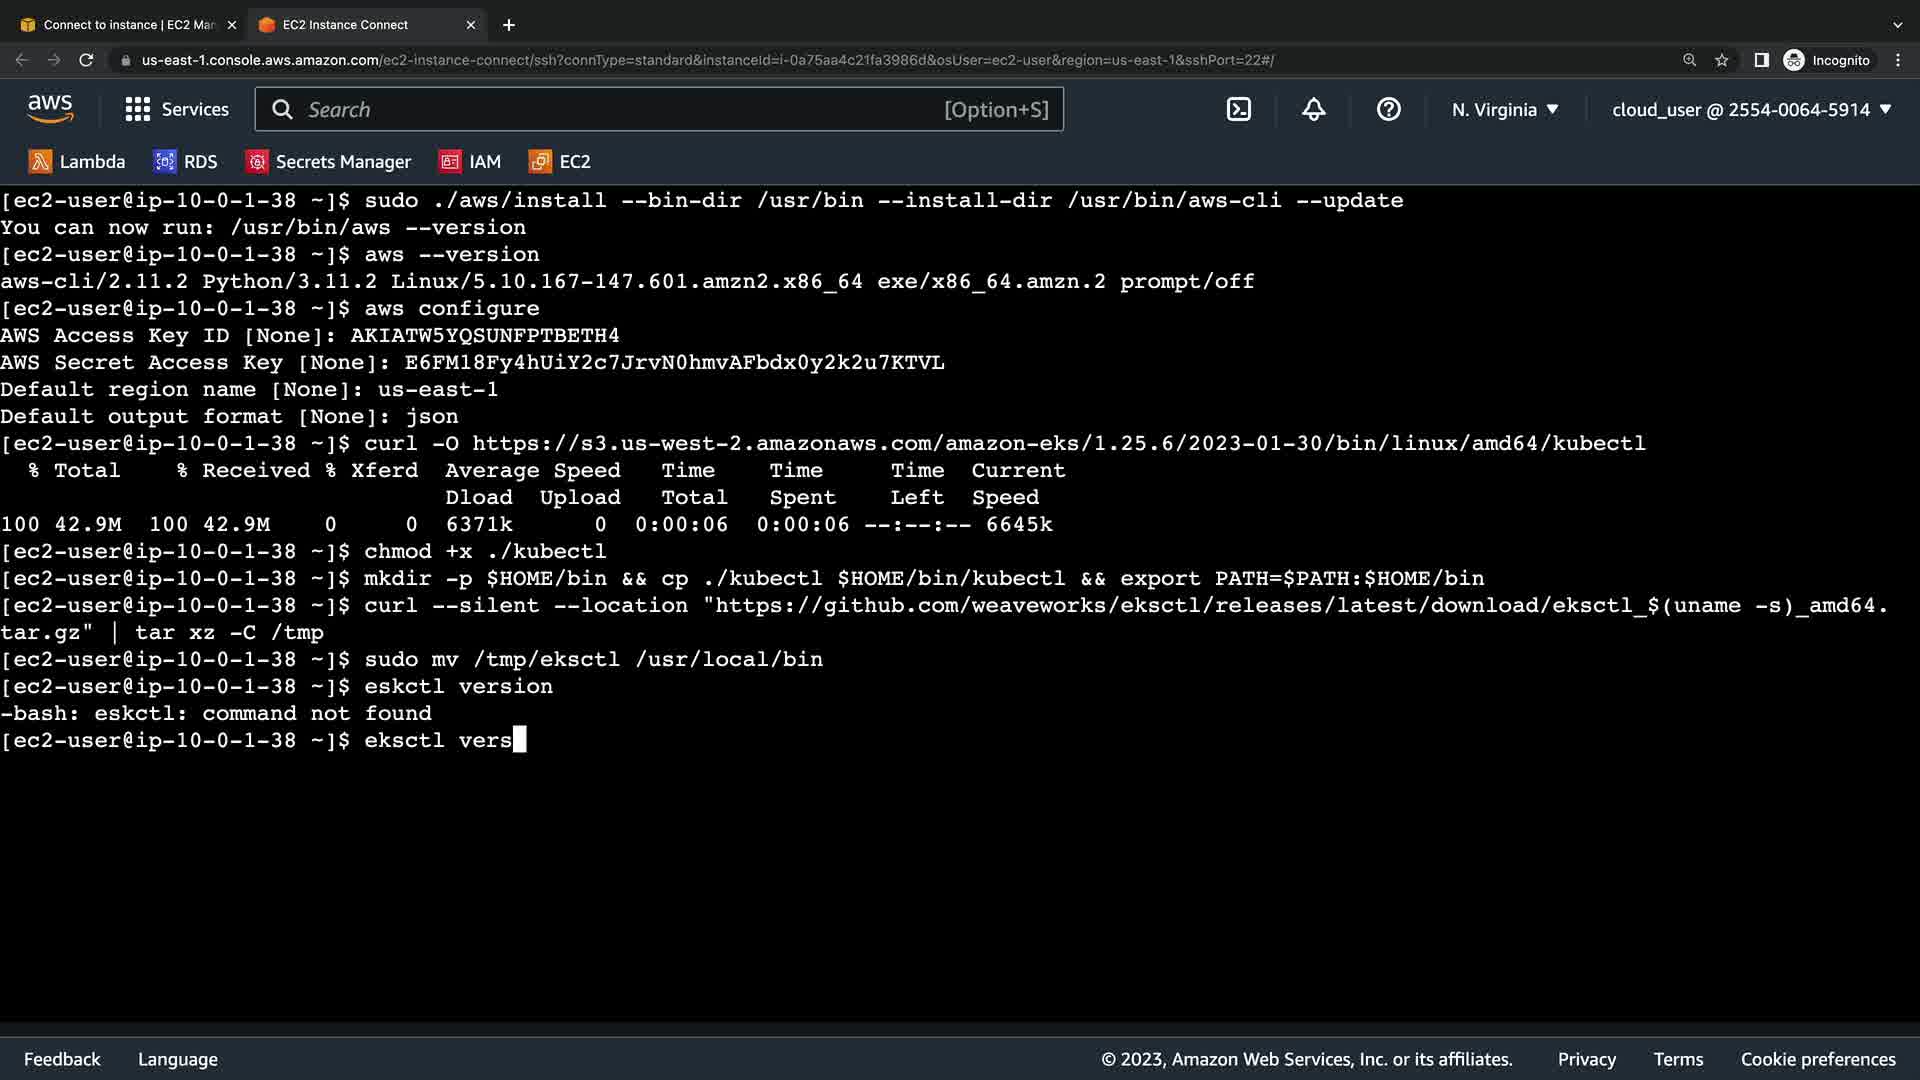 Connect to instance | EC2 Man
EC2 Instance Connect
us-east-1.console.aws.amazon.com/ec2-instance-connect/ssh?connType=standard&instanceId=i-0a75aa4c21fa3986d&osUser=ec2-user&region=us-east-1&sshPort=22#/
Incognito
aws
Services
Search
[Option+S]
N. Virginia
cloud_user @ 2554-0064-5914
Lambda
RDS
Secrets Manager
IAM
EC2
[ec2-user@ip-10-0-1-38 ~]$ sudo ./aws/install --bin-dir /usr/bin --install-dir /usr/bin/aws-cli --update
You can now run: /usr/bin/aws --version
[ec2-user@ip-10-0-1-38 ~]$ aws --version
aws-cli/2.11.2 Python/3.11.2 Linux/5.10.167-147.601.amzn2.x86_64 exe/x86_64.amzn.2 prompt/off
[ec2-user@ip-10-0-1-38 ~]$ aws configure
AWS Access Key ID [None]: AKIATW5YQSUNFPTBETH4
AWS Secret Access Key [None]: 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
Default region name [None]: us-east-1
Default output format [None]: json
[ec2-user@ip-10-0-1-38 ~]$ curl -O https://s3.us-west-2.amazonaws.com/amazon-eks/1.25.6/2023-01-30/bin/linux/amd64/kubectl
% Total % Received % Xferd Average Speed Time Time Time Current
Dload Upload Total Spent Left Speed
100 42.9M 100 42.9M 0 0 6371k 0 0:00:06 0:00:06 --:--:-- 6645k
[ec2-user@ip-10-0-1-38 ~]$ chmod +x ./kubectl
[ec2-user@ip-10-0-1-38 ~]$ mkdir -p $HOME/bin && cp ./kubectl $HOME/bin/kubectl && export PATH=$PATH:$HOME/bin
[ec2-user@ip-10-0-1-38 ~]$ curl --silent --location "https://github.com/weaveworks/eksctl/releases/latest/download/eksctl_$(uname -s)_amd64.
tar.gz" | tar xz -C /tmp
[ec2-user@ip-10-0-1-38 ~]$ sudo mv /tmp/eksctl /usr/local/bin
[ec2-user@ip-10-0-1-38 ~]$ eskctl version
-bash: eskctl: command not found
[ec2-user@ip-10-0-1-38 ~]$ eksctl vers
Feedback
Language
© 2023, Amazon Web Services, Inc. or its affiliates.
Privacy
Terms
Cookie preferences